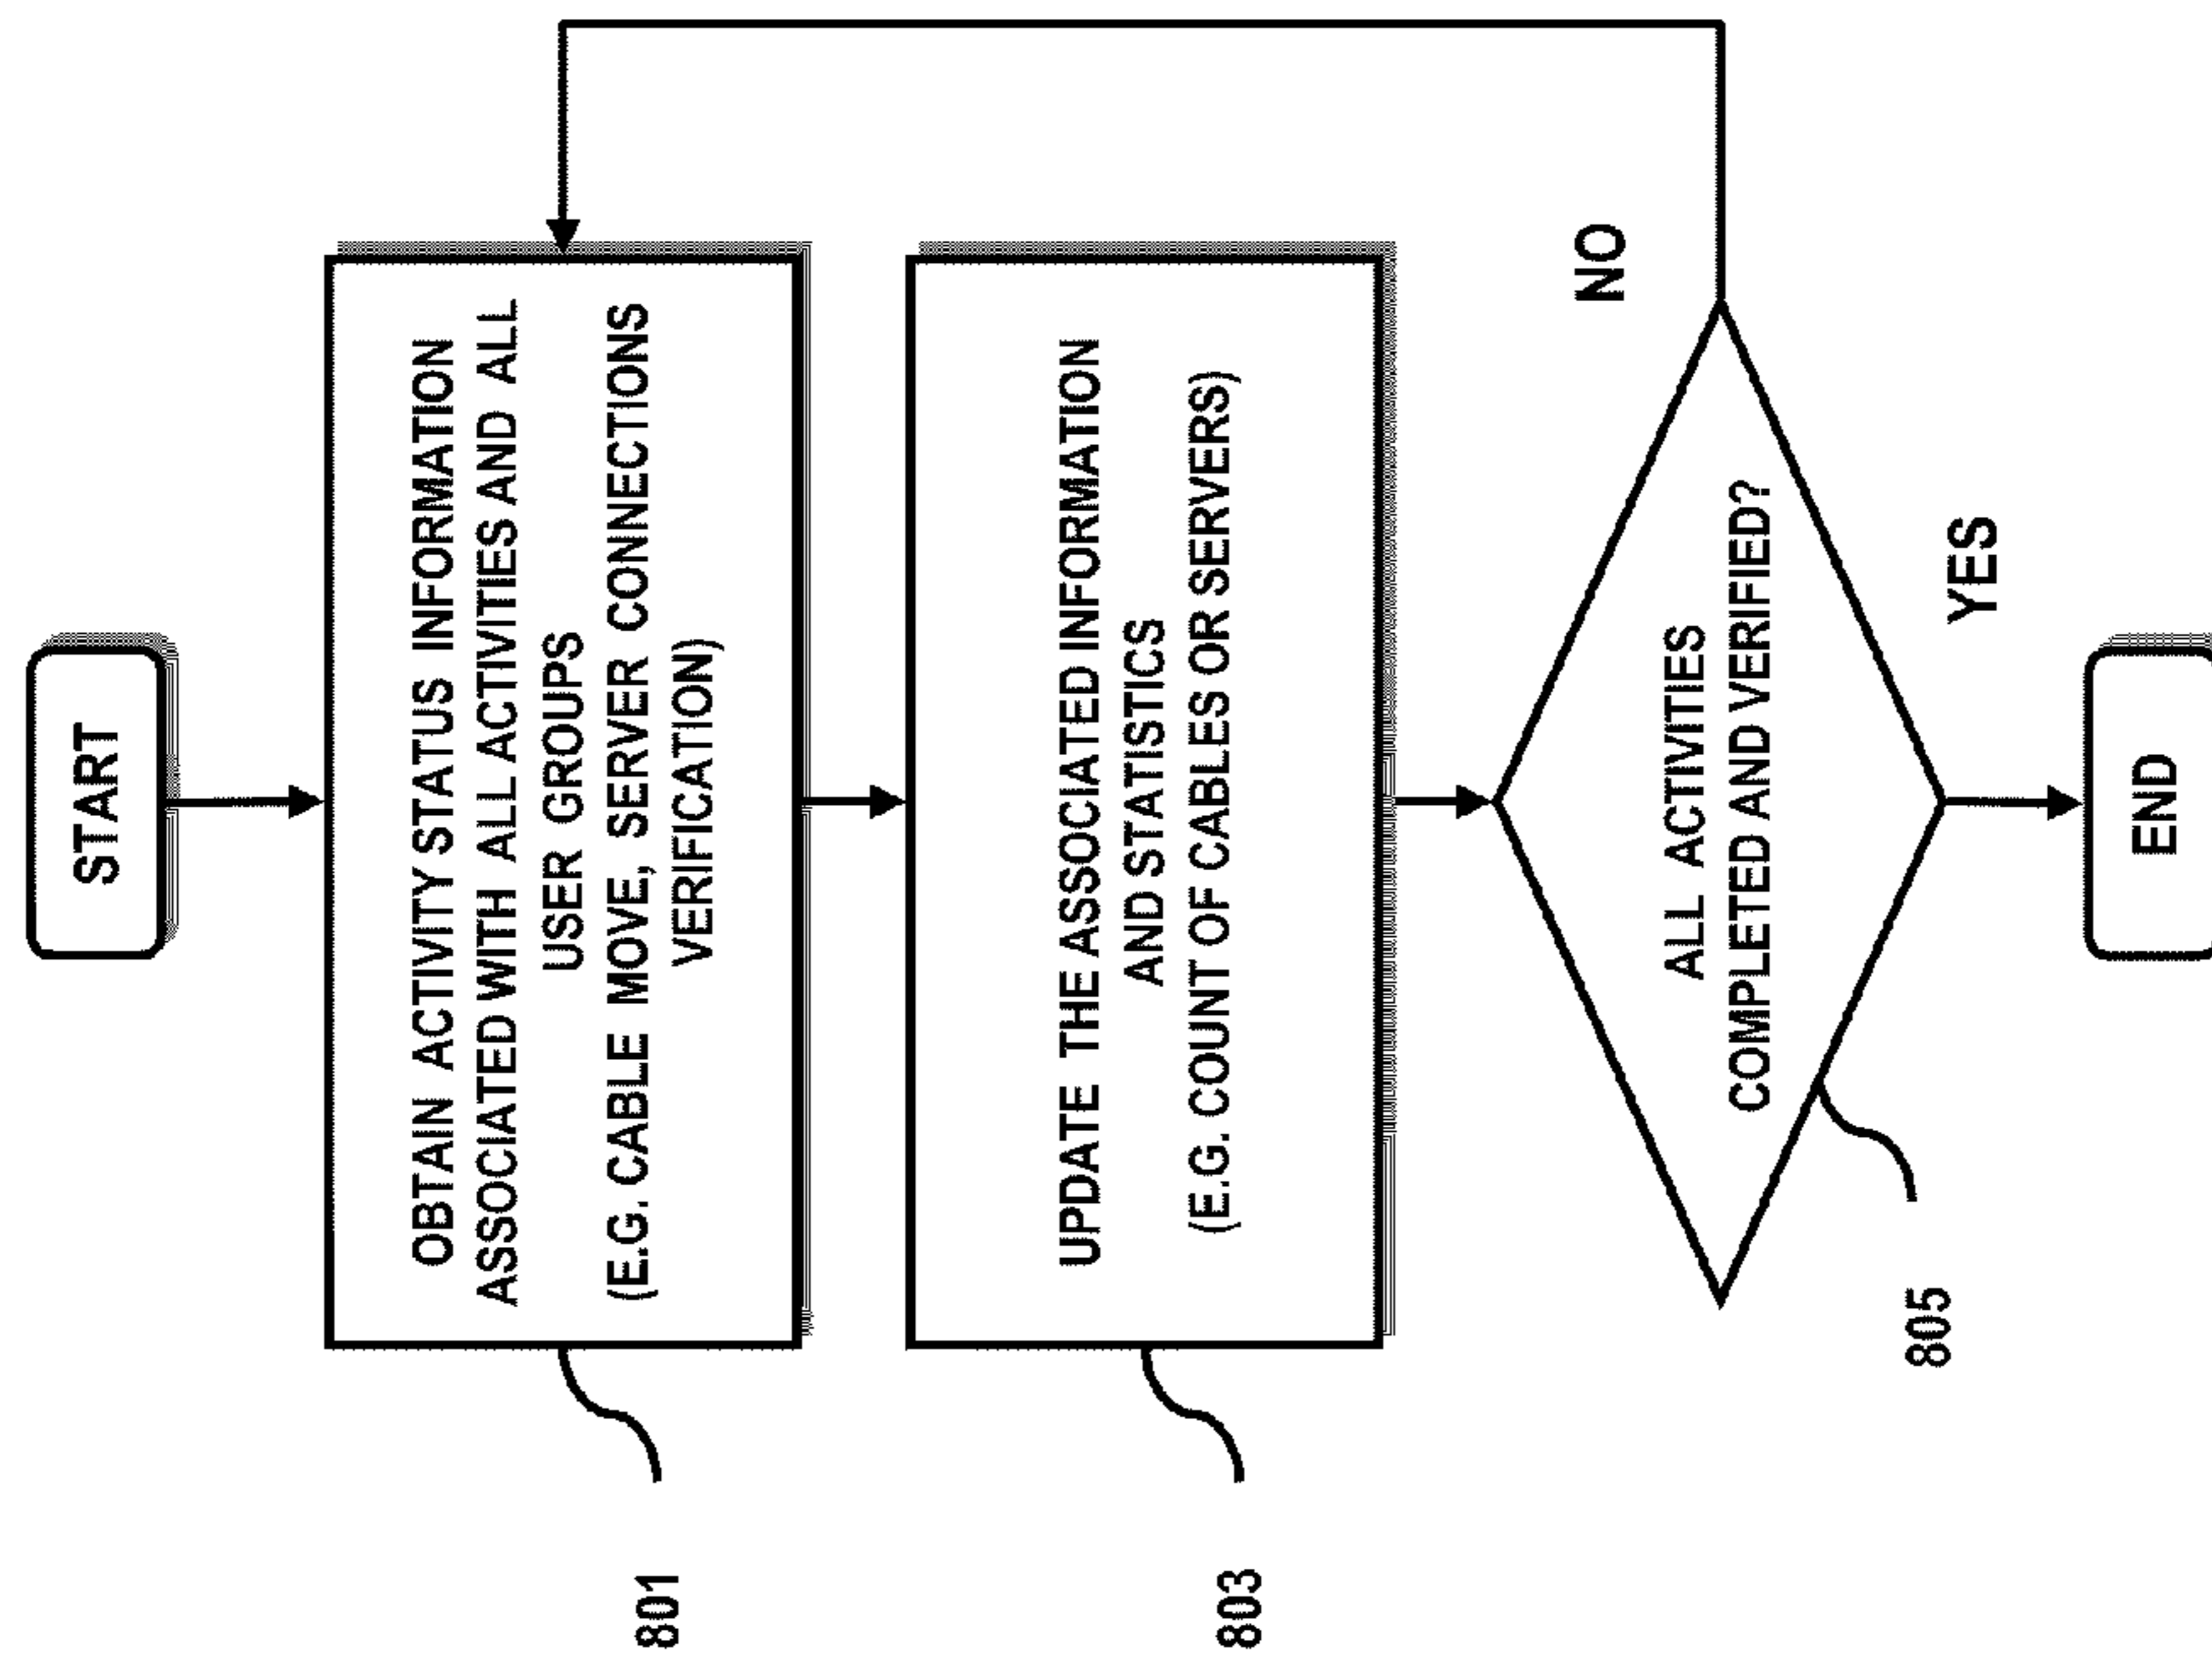 START
OBTAIN ACTIVITY STATUS INFORMATION
ASSOCIATED WITH ALL ACTIVITIES AND ALL
USER GROUPS
(E.G. CABLE MOVE, SERVER CONNECTIONS
VERIFICATION)
801
UPDATE THE ASSOCIATED INFORMATION
AND STATISTICS
(E.G. COUNT OF CABLES OR SERVERS)
803
NO
ALL ACTIVITIES
COMPLETED AND VERIFIED?
805
YES
END